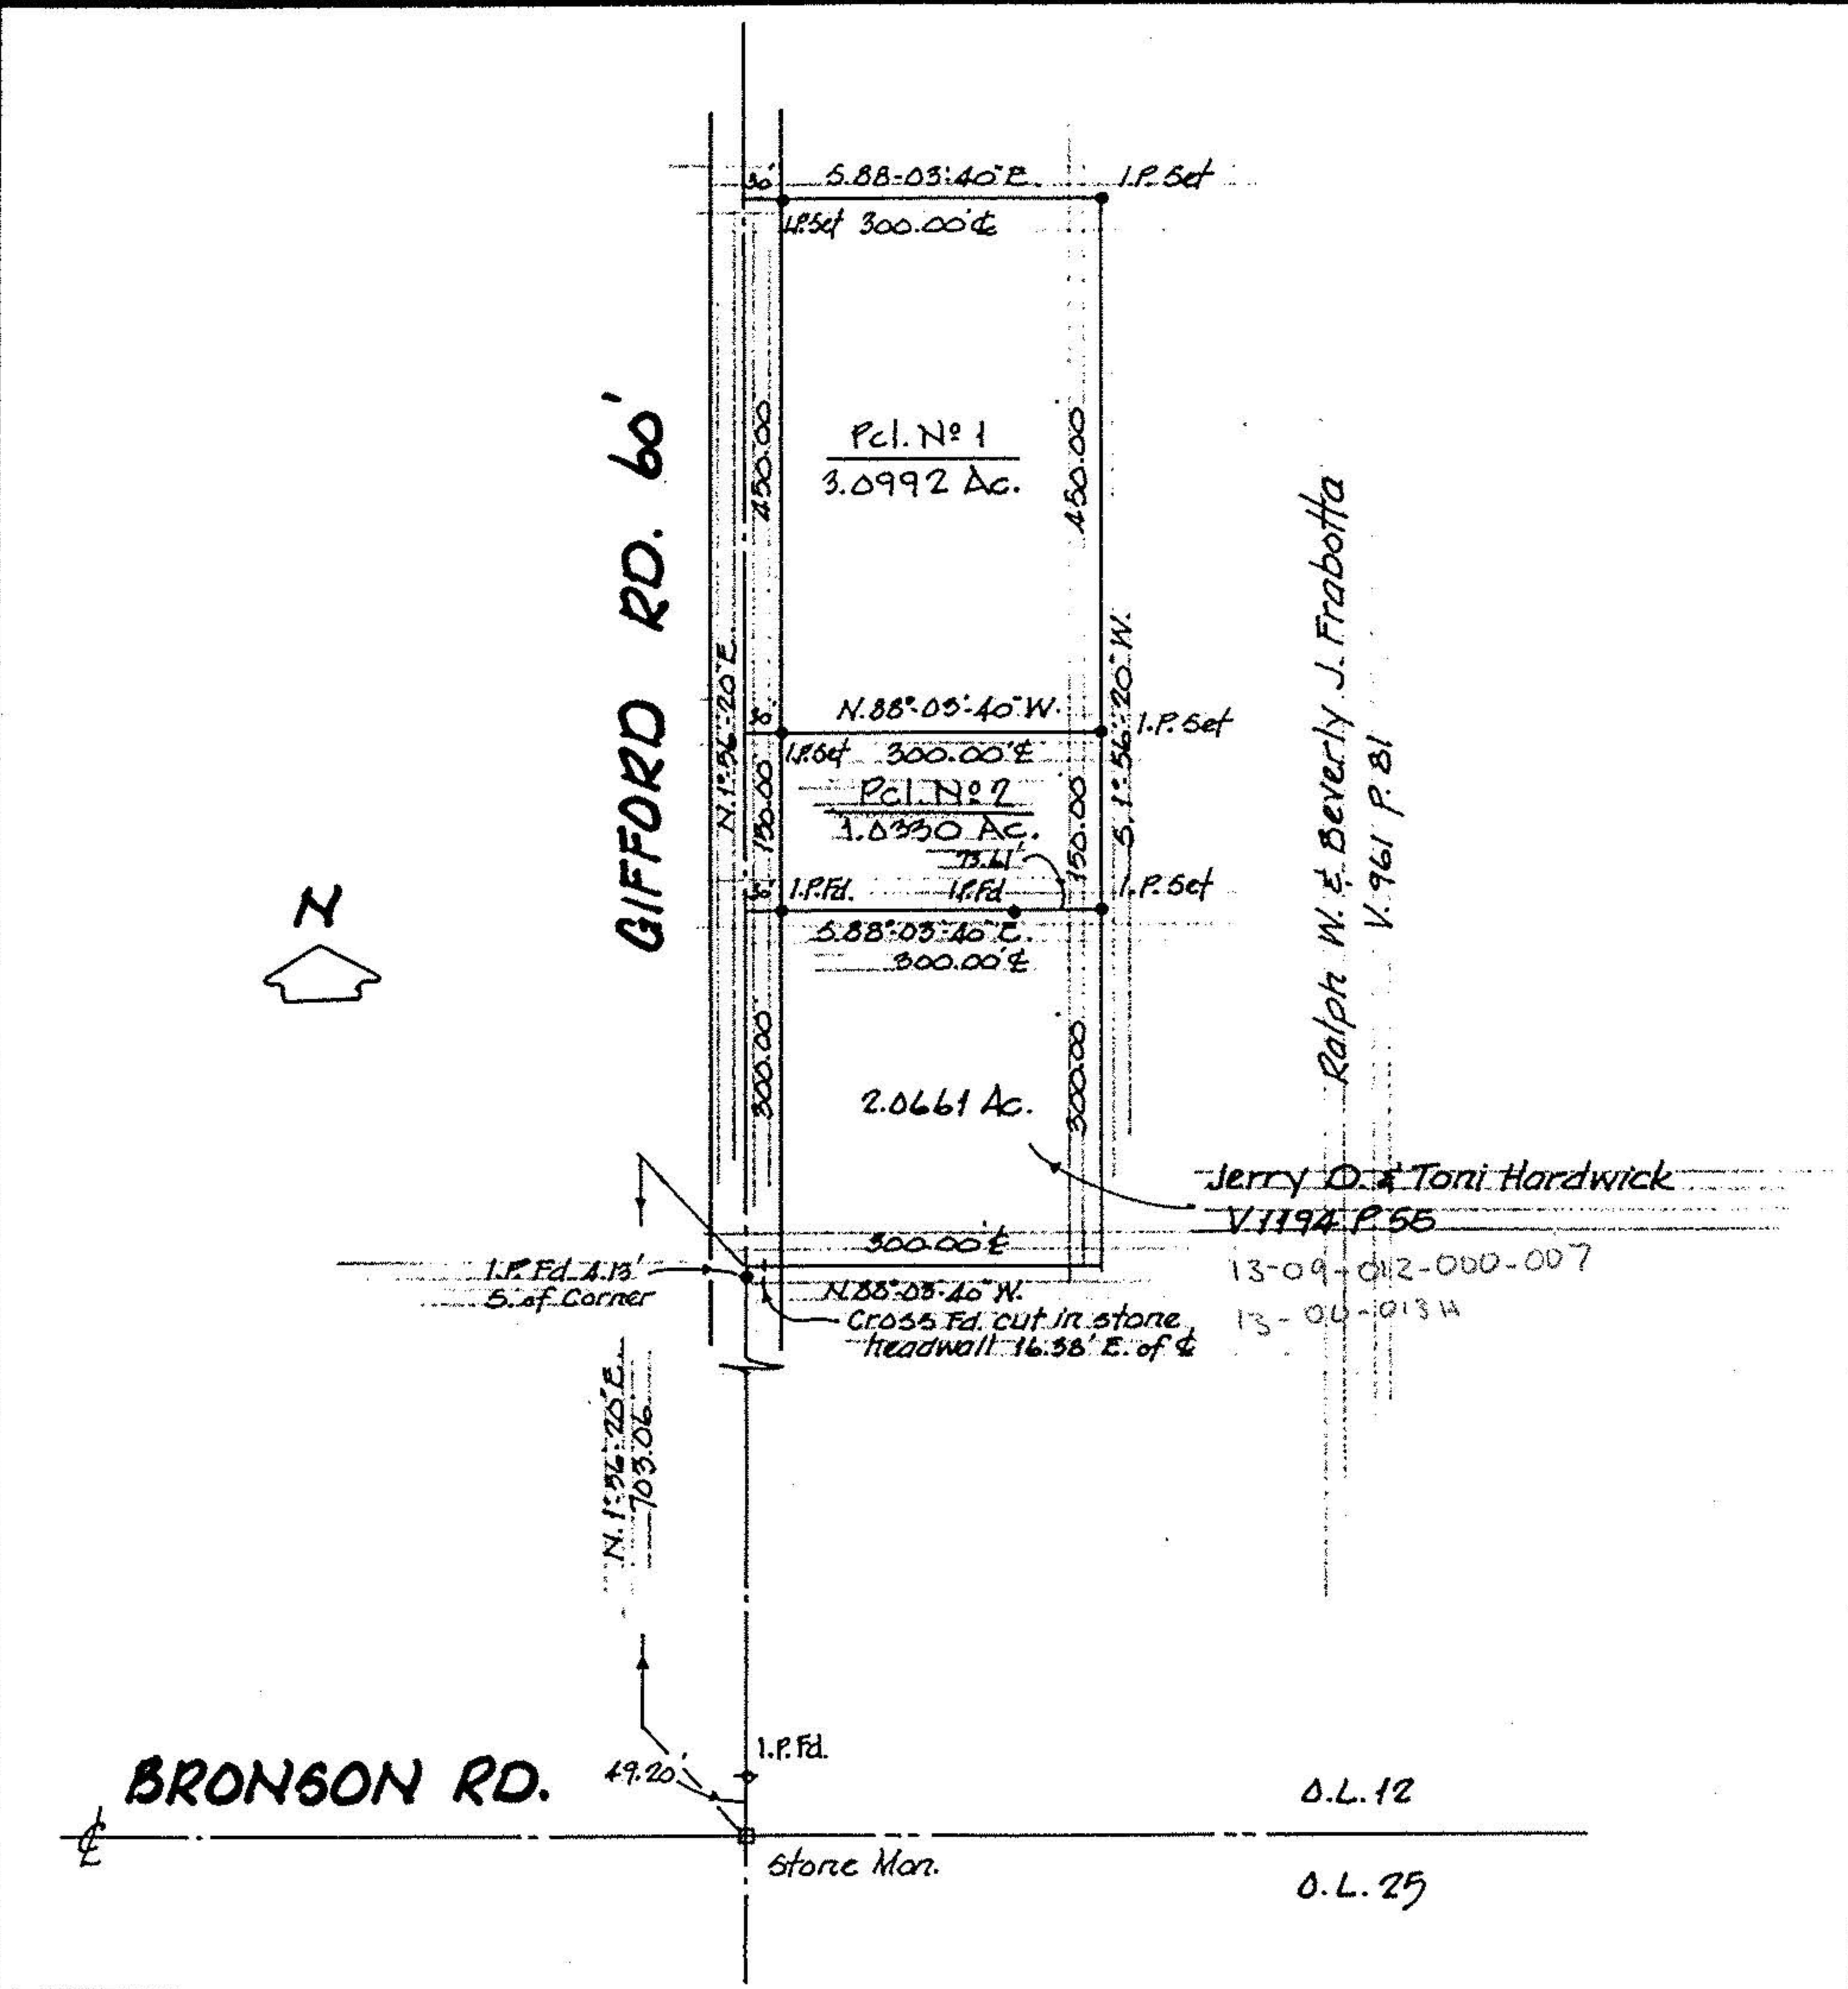 30' S.88-03'-40"E. I.P. Set
I.P. Set 300.00' ℄
GIFFORD RD. 60'
N.1°-56'-20"E.
450.00
Pcl. Nº 1
3.0992 Ac.
450.00
30' N.88°-03'-40"W. I.P. Set
I.P. Set 300.00' ℄
150.00
Pcl. Nº 2
1.0330 Ac.
73.61'
150.00
S.1°-56'-20"W.
30' I.P. Fd. I.P. Fd I.P. Set
S.88°-03'-40"E.
300.00' ℄
N
300.00
2.0661 Ac.
300.00
Ralph W. & Beverly J. Frabotta
V. 961 P. 81
Jerry O. & Toni Hardwick
V 1194 P. 55
13-09-012-000-007
300.00' ℄
I.P. Fd 4.13'
S. of Corner
N.88°-03'-40"W.
Cross Fd. cut in stone
headwall 16.38' E. of ℄
N.1°-56'-20"E.
703.06
I.P. Fd.
49.20'
BRONSON RD.
℄
Stone Mon.
O.L. 12
O.L. 25